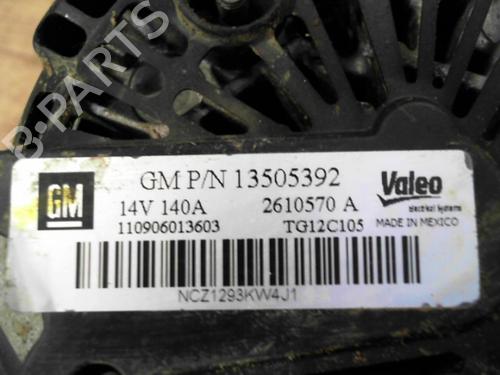 B-PARTS
GM
GM P/N 13505392
Valeo
electrical systems
14V 140A
2610570 A
MADE IN MEXICO
110906013603
TG12C105
NCZ1293KW4J1